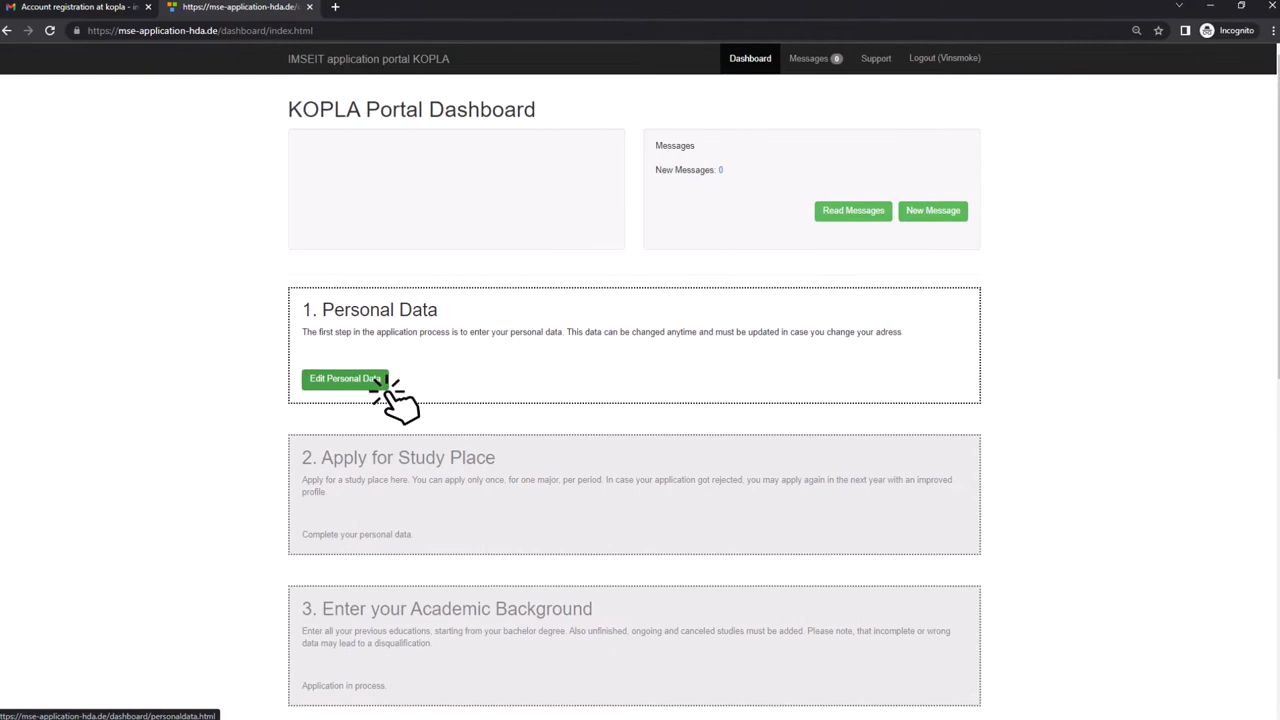 Account registration at kopla - in
https://mse-application-hda.de/
https://mse-application-hda.de/dashboard/index.html
Incognito
IMSEIT application portal KOPLA
Dashboard
Messages 0
Support
Logout (Vinsmoke)
KOPLA Portal Dashboard
Messages
New Messages: 0
Read Messages
New Message
1. Personal Data
The first step in the application process is to enter your personal data. This data can be changed anytime and must be updated in case you change your adress.
Edit Personal Data
2. Apply for Study Place
Apply for a study place here. You can apply only once, for one major, per period. In case your application got rejected, you may apply again in the next year with an improved
profile.
Complete your personal data.
3. Enter your Academic Background
Enter all your previous educations, starting from your bachelor degree. Also unfinished, ongoing and canceled studies must be added. Please note, that incomplete or wrong
data may lead to a disqualification.
Application in process.
https://mse-application-hda.de/dashboard/personaldata.html